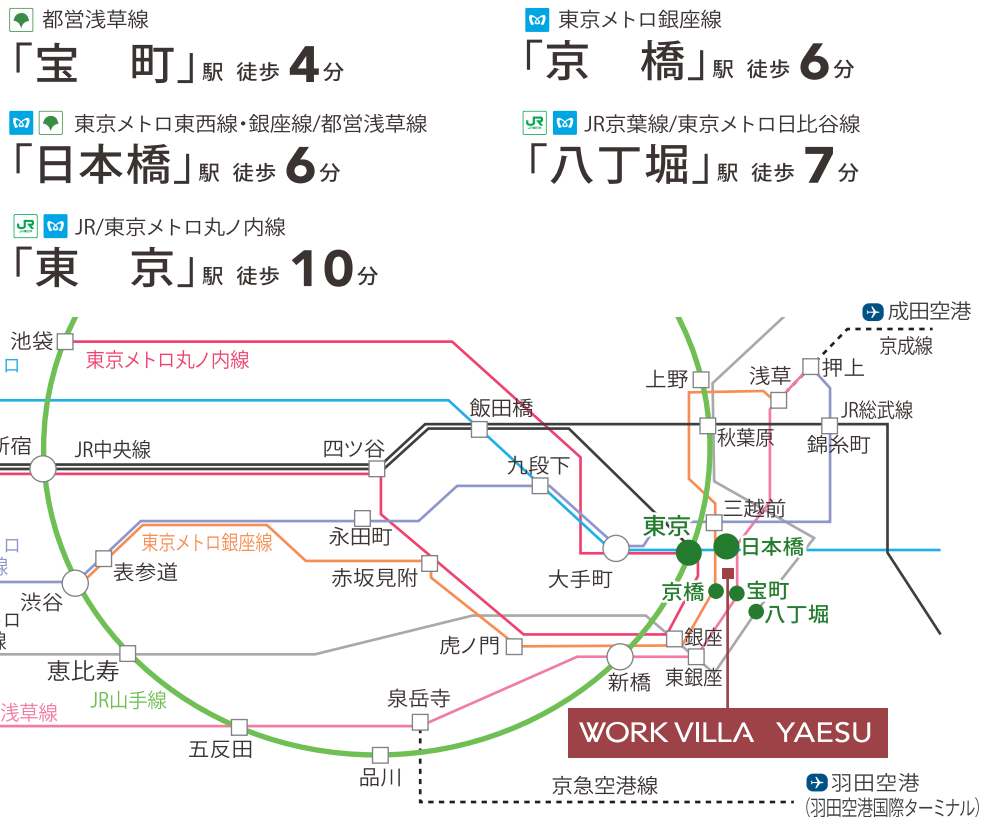 都営浅草線
「宝 町」駅 徒歩 4分
東京メトロ銀座線
「京 橋」駅 徒歩 6分
東京メトロ東西線・銀座線/都営浅草線
「日本橋」駅 徒歩 6分
JR京葉線/東京メトロ日比谷線
「八丁堀」駅 徒歩 7分
JR/東京メトロ丸ノ内線
「東 京」駅 徒歩 10分
成田空港
京成線
池袋
東京メトロ丸ノ内線
ロ
上野
浅草
押上
飯田橋
JR総武線
新宿
JR中央線
四ツ谷
秋葉原
錦糸町
九段下
三越前
東京
永田町
東京メトロ銀座線
日本橋
ロ
線
表参道
赤坂見附
大手町
京橋
宝町
渋谷
八丁堀
トロ
線
虎ノ門
銀座
恵比寿
新橋
東銀座
JR山手線
泉岳寺
浅草線
WORK VILLA YAESU
五反田
品川
京急空港線
羽田空港
(羽田空港国際ターミナル)